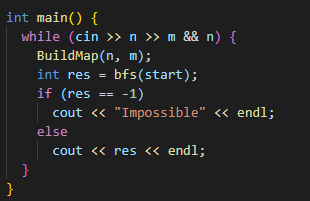 int main() {
while (cin >> n >> m && n) {
BuildMap(n, m);
int res = bfs(start);
if (res == -1)
cout << "Impossible" << endl;
else
cout << res << endl;
}
}